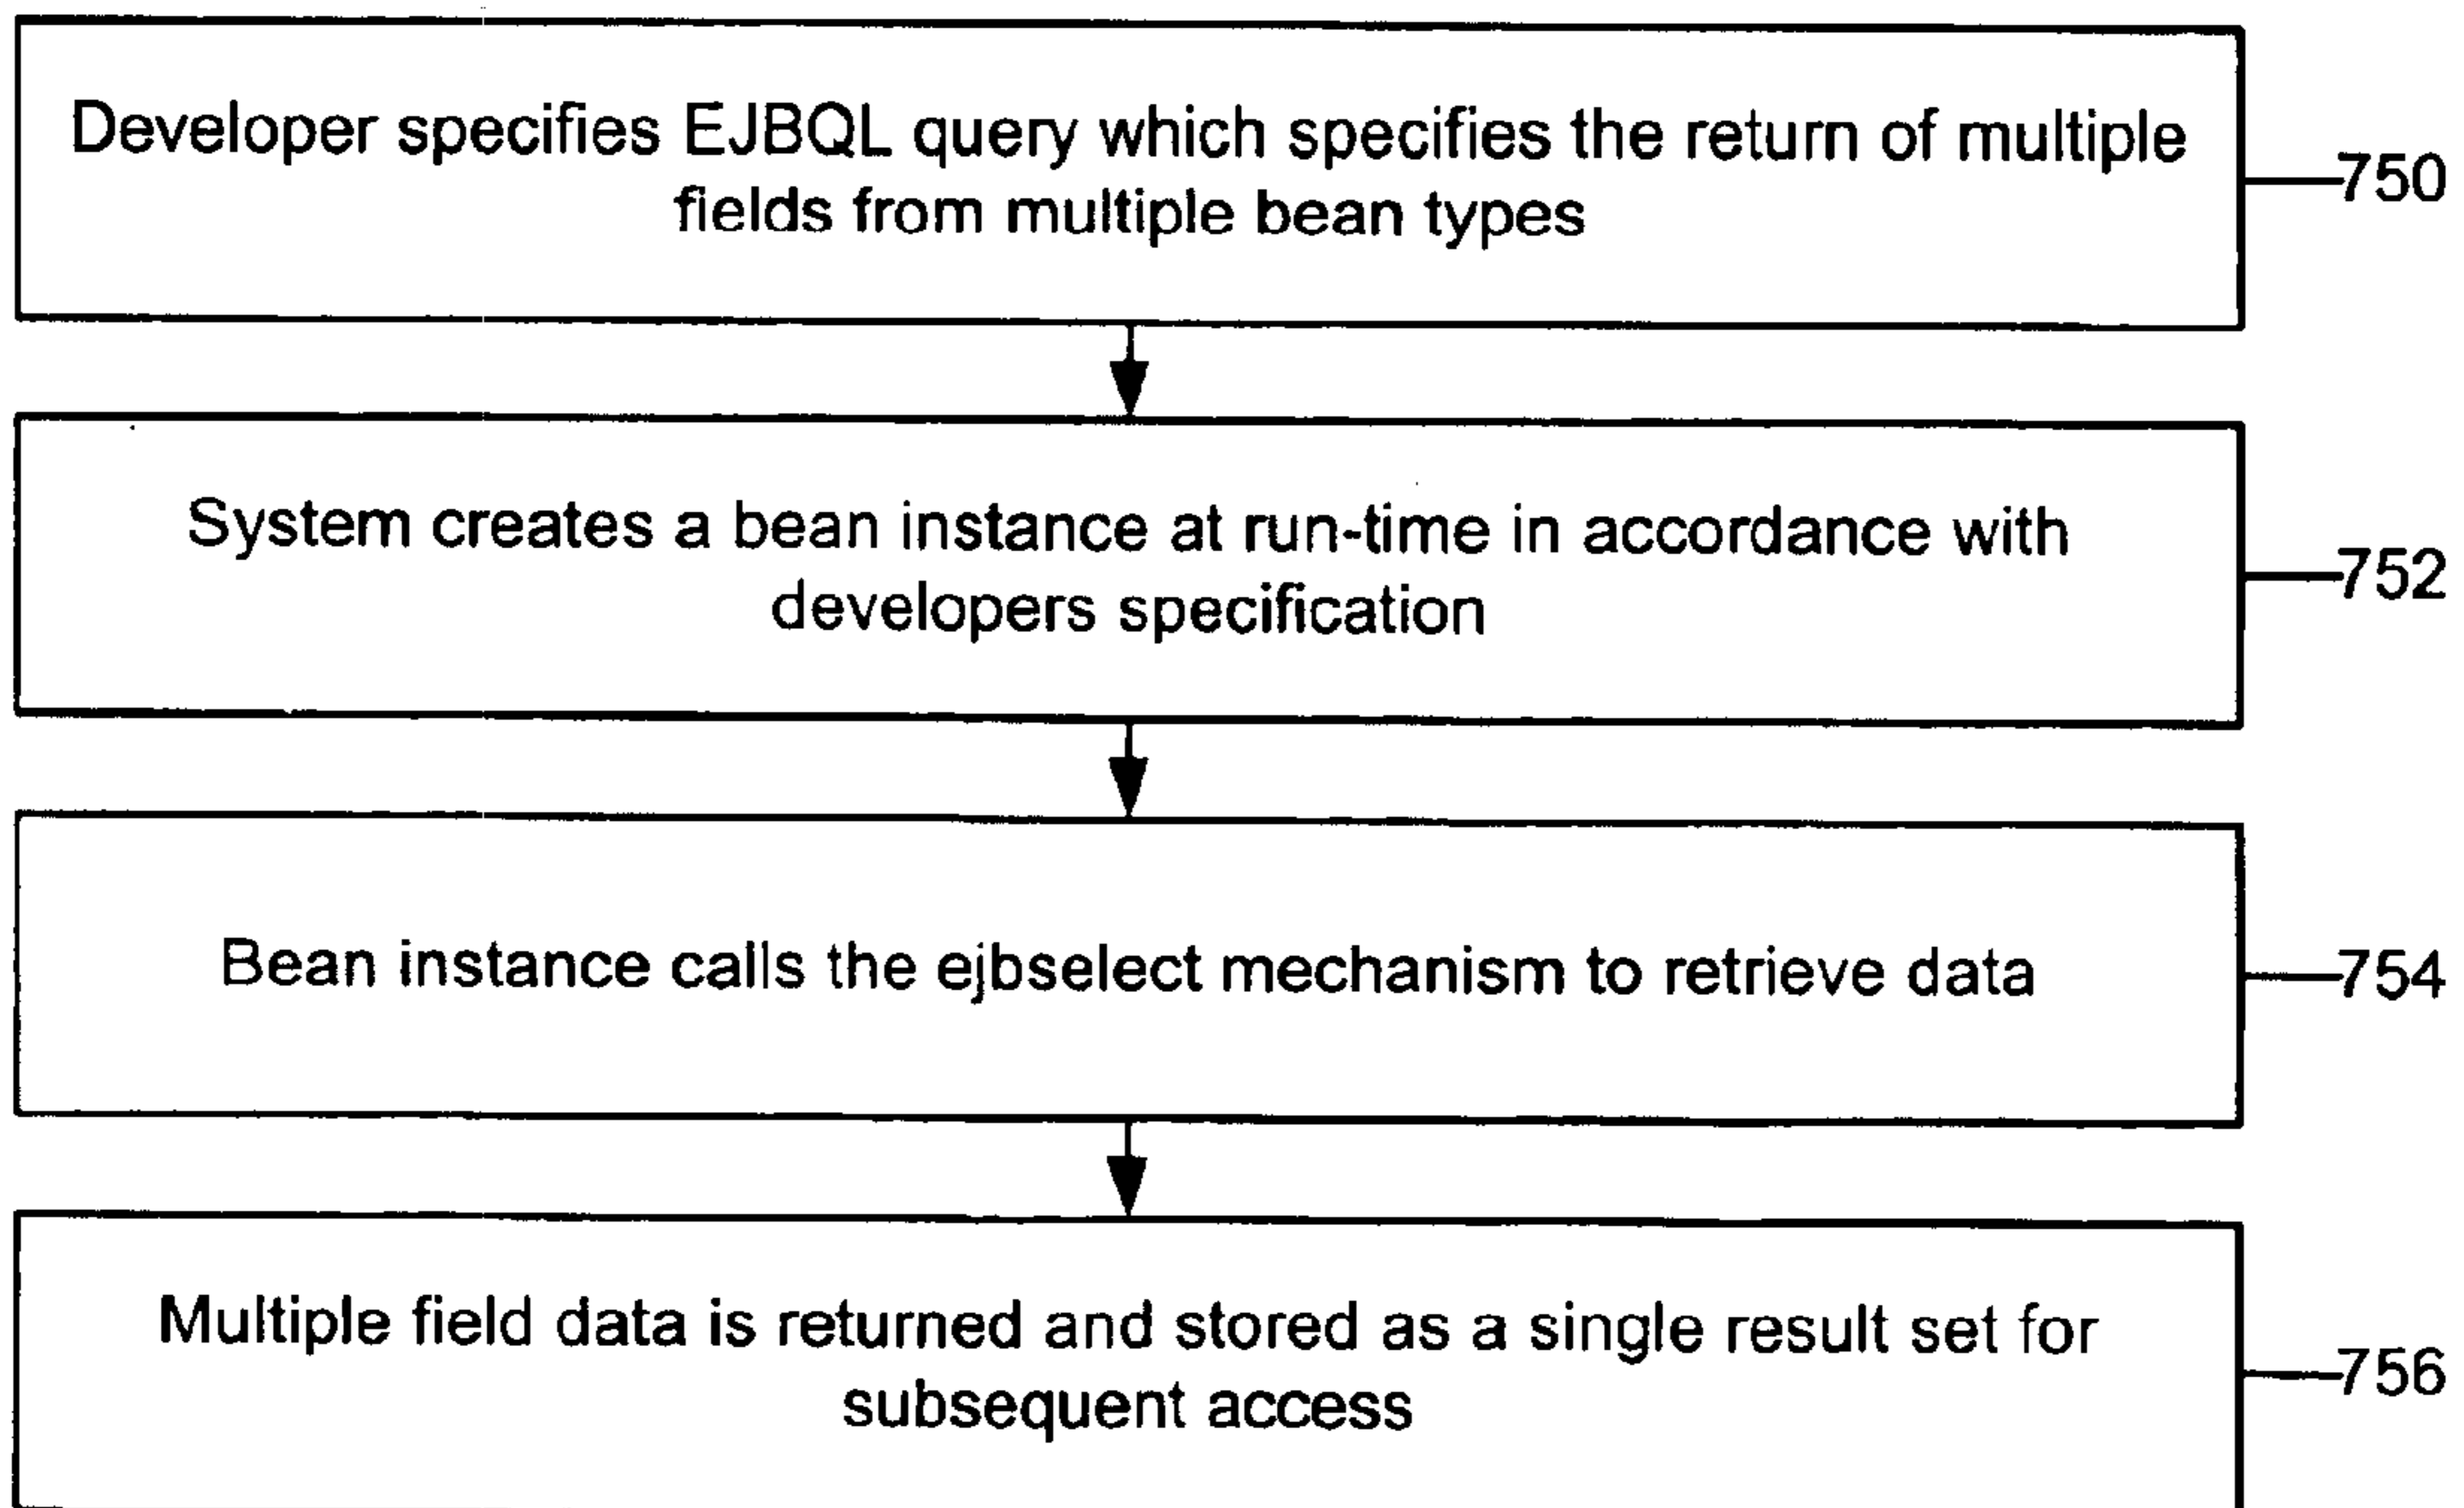 Developer specifies EJBQL query which specifies the return of multiple
fields from multiple bean types
750
System creates a bean instance at run-time in accordance with
developers specification
752
Bean instance calls the ejbselect mechanism to retrieve data
754
Multiple field data is returned and stored as a single result set for
subsequent access
756